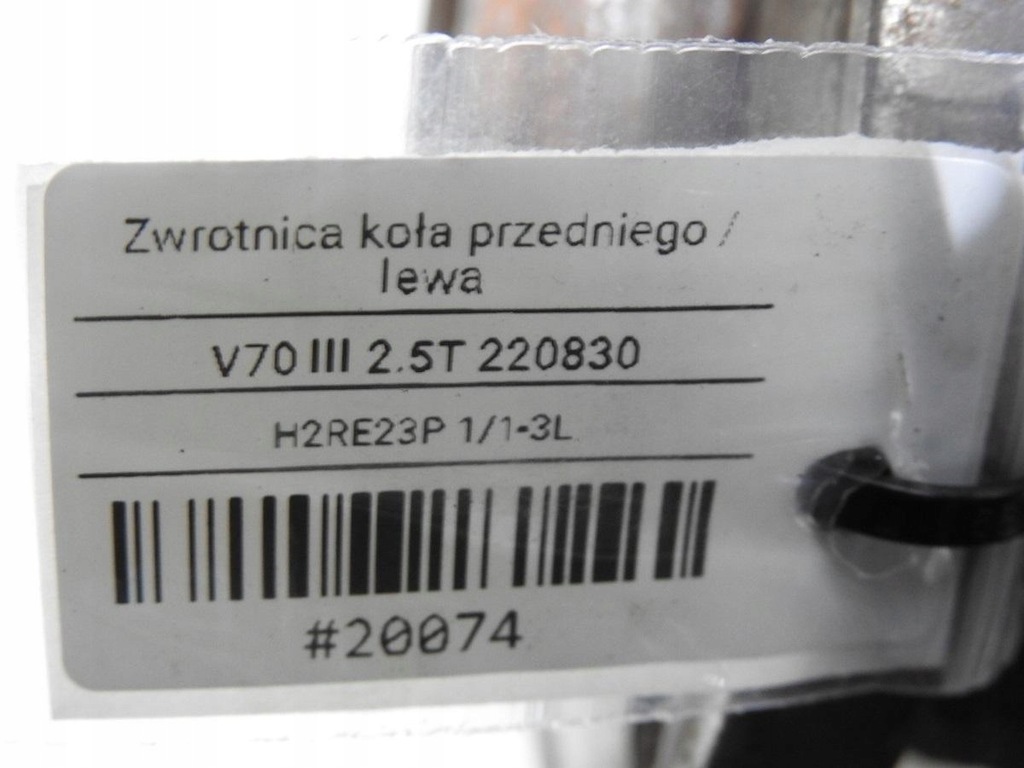 Zwrotnica koła przedniego /
lewa
V70 III 2.5T 220830
H2RE23P 1/1-3L
#20074